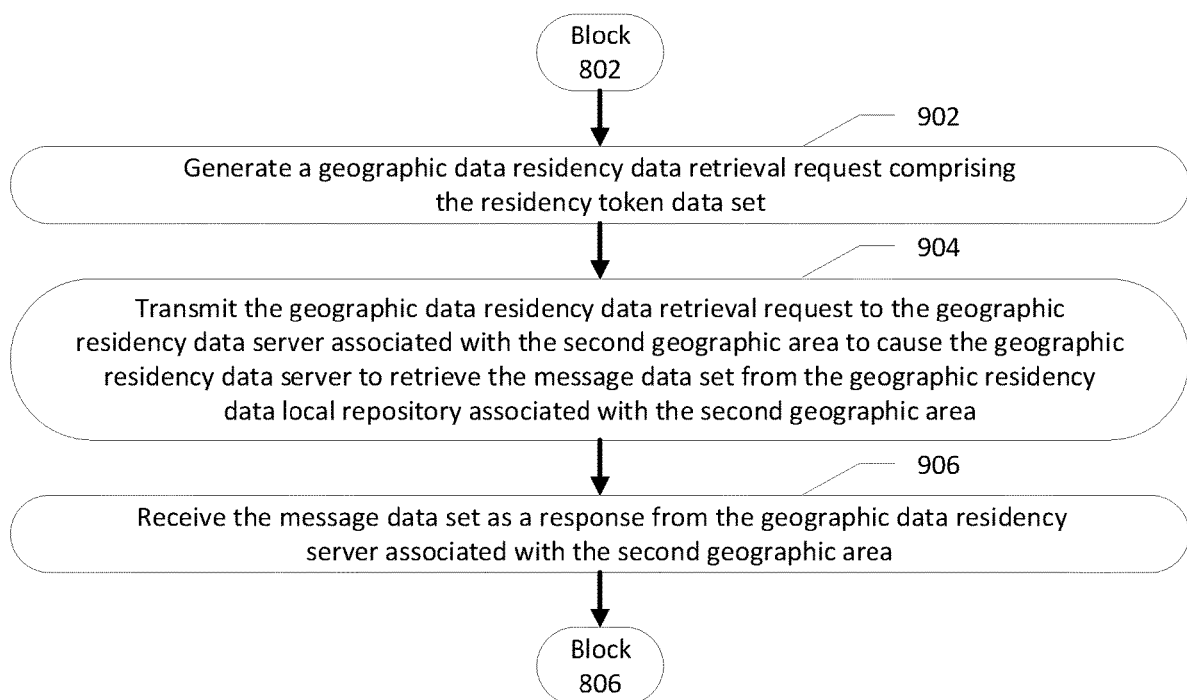 Block
802
902
Generate a geographic data residency data retrieval request comprising
the residency token data set
904
Transmit the geographic data residency data retrieval request to the geographic
residency data server associated with the second geographic area to cause the geographic
residency data server to retrieve the message data set from the geographic residency
data local repository associated with the second geographic area
906
Receive the message data set as a response from the geographic data residency
server associated with the second geographic area
Block
806